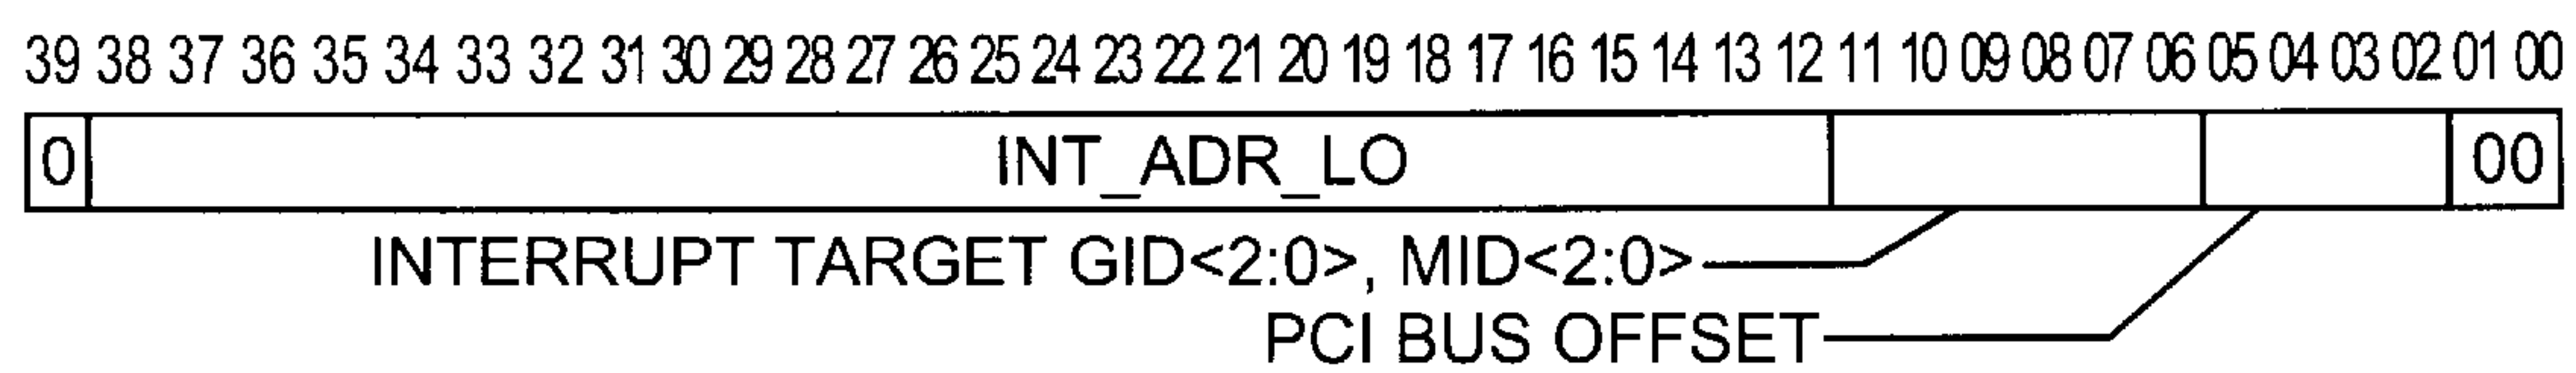 39 38 37 36 35 34 33 32 31 30 29 28 27 26 25 24 23 22 21 20 19 18 17 16 15 14 13 12 11 10 09 08 07 06 05 04 03 02 01 00
0 INT_ADR_LO 00
INTERRUPT TARGET GID<2:0>, MID<2:0>
PCI BUS OFFSET